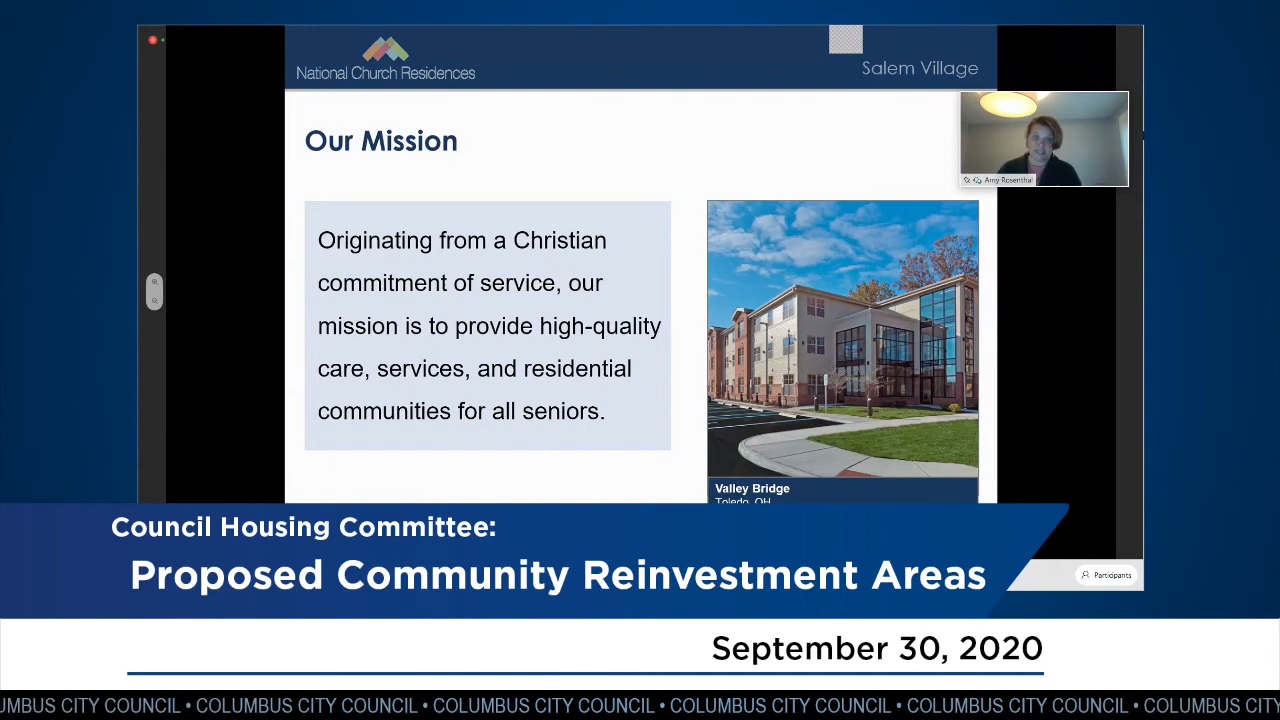 National Church Residences
Salem Village
Our Mission
Amy Rosenthal
Originating from a Christian
commitment of service, our
mission is to provide high-quality
care, services, and residential
communities for all seniors.
Valley Bridge
Toledo, OH
Council Housing Committee:
Proposed Community Reinvestment Areas
Participants
September 30, 2020
UMBUS CITY COUNCIL • COLUMBUS CITY COUNCIL • COLUMBUS CITY COUNCIL • COLUMBUS CITY COUNCIL • COLUMBUS CITY COUNCIL • COLUMBUS CITY